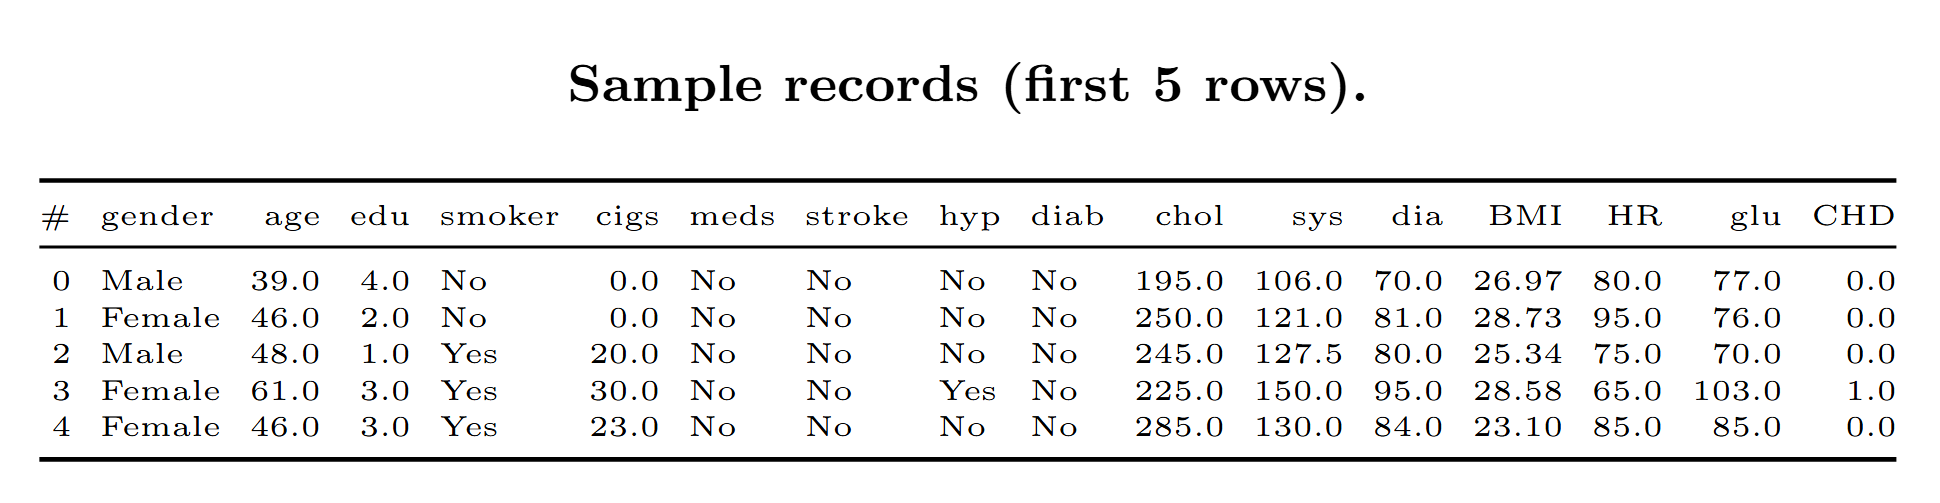 Sample records (first 5 rows).
# gender age edu smoker cigs meds stroke hyp diab chol sys dia BMI HR glu CHD
0 Male 39.0 4.0 No 0.0 No No No No 195.0 106.0 70.0 26.97 80.0 77.0 0.0
1 Female 46.0 2.0 No 0.0 No No No No 250.0 121.0 81.0 28.73 95.0 76.0 0.0
2 Male 48.0 1.0 Yes 20.0 No No No No 245.0 127.5 80.0 25.34 75.0 70.0 0.0
3 Female 61.0 3.0 Yes 30.0 No No Yes No 225.0 150.0 95.0 28.58 65.0 103.0 1.0
4 Female 46.0 3.0 Yes 23.0 No No No No 285.0 130.0 84.0 23.10 85.0 85.0 0.0